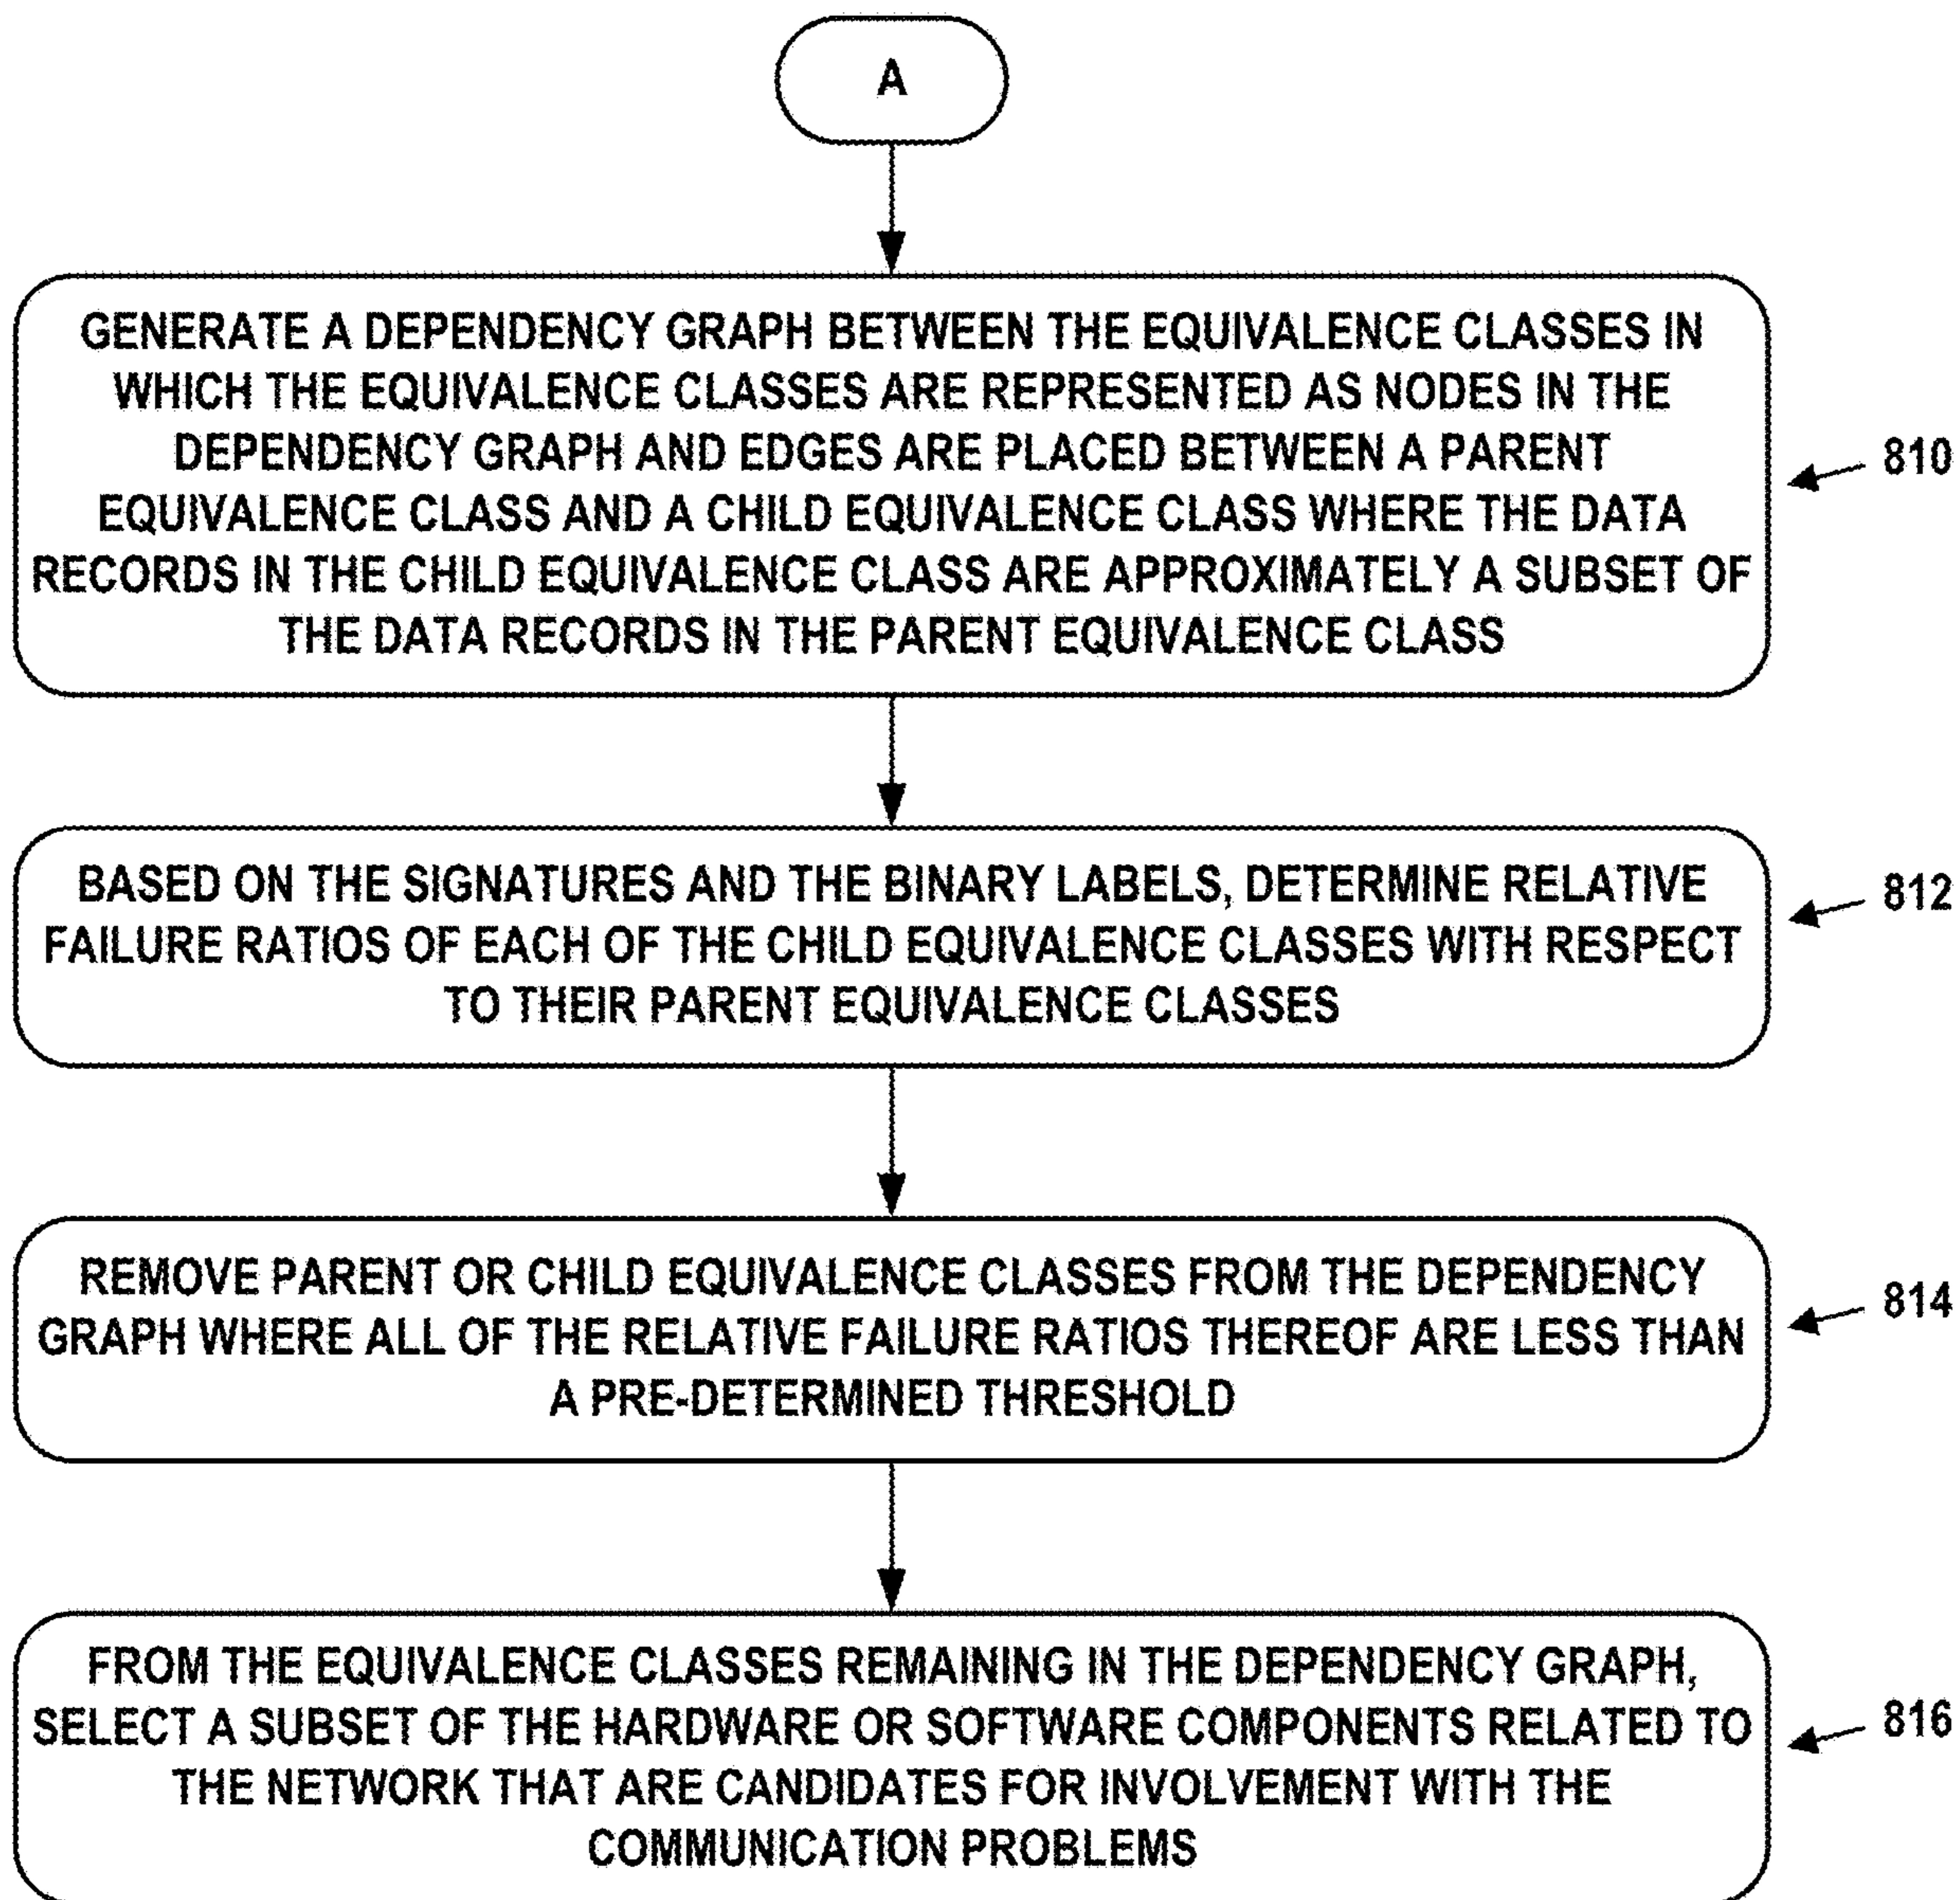 A
GENERATE A DEPENDENCY GRAPH BETWEEN THE EQUIVALENCE CLASSES IN
WHICH THE EQUIVALENCE CLASSES ARE REPRESENTED AS NODES IN THE
DEPENDENCY GRAPH AND EDGES ARE PLACED BETWEEN A PARENT
EQUIVALENCE CLASS AND A CHILD EQUIVALENCE CLASS WHERE THE DATA
RECORDS IN THE CHILD EQUIVALENCE CLASS ARE APPROXIMATELY A SUBSET OF
THE DATA RECORDS IN THE PARENT EQUIVALENCE CLASS
810
BASED ON THE SIGNATURES AND THE BINARY LABELS, DETERMINE RELATIVE
FAILURE RATIOS OF EACH OF THE CHILD EQUIVALENCE CLASSES WITH RESPECT
TO THEIR PARENT EQUIVALENCE CLASSES
812
REMOVE PARENT OR CHILD EQUIVALENCE CLASSES FROM THE DEPENDENCY
GRAPH WHERE ALL OF THE RELATIVE FAILURE RATIOS THEREOF ARE LESS THAN
A PRE-DETERMINED THRESHOLD
814
FROM THE EQUIVALENCE CLASSES REMAINING IN THE DEPENDENCY GRAPH,
SELECT A SUBSET OF THE HARDWARE OR SOFTWARE COMPONENTS RELATED TO
THE NETWORK THAT ARE CANDIDATES FOR INVOLVEMENT WITH THE
COMMUNICATION PROBLEMS
816